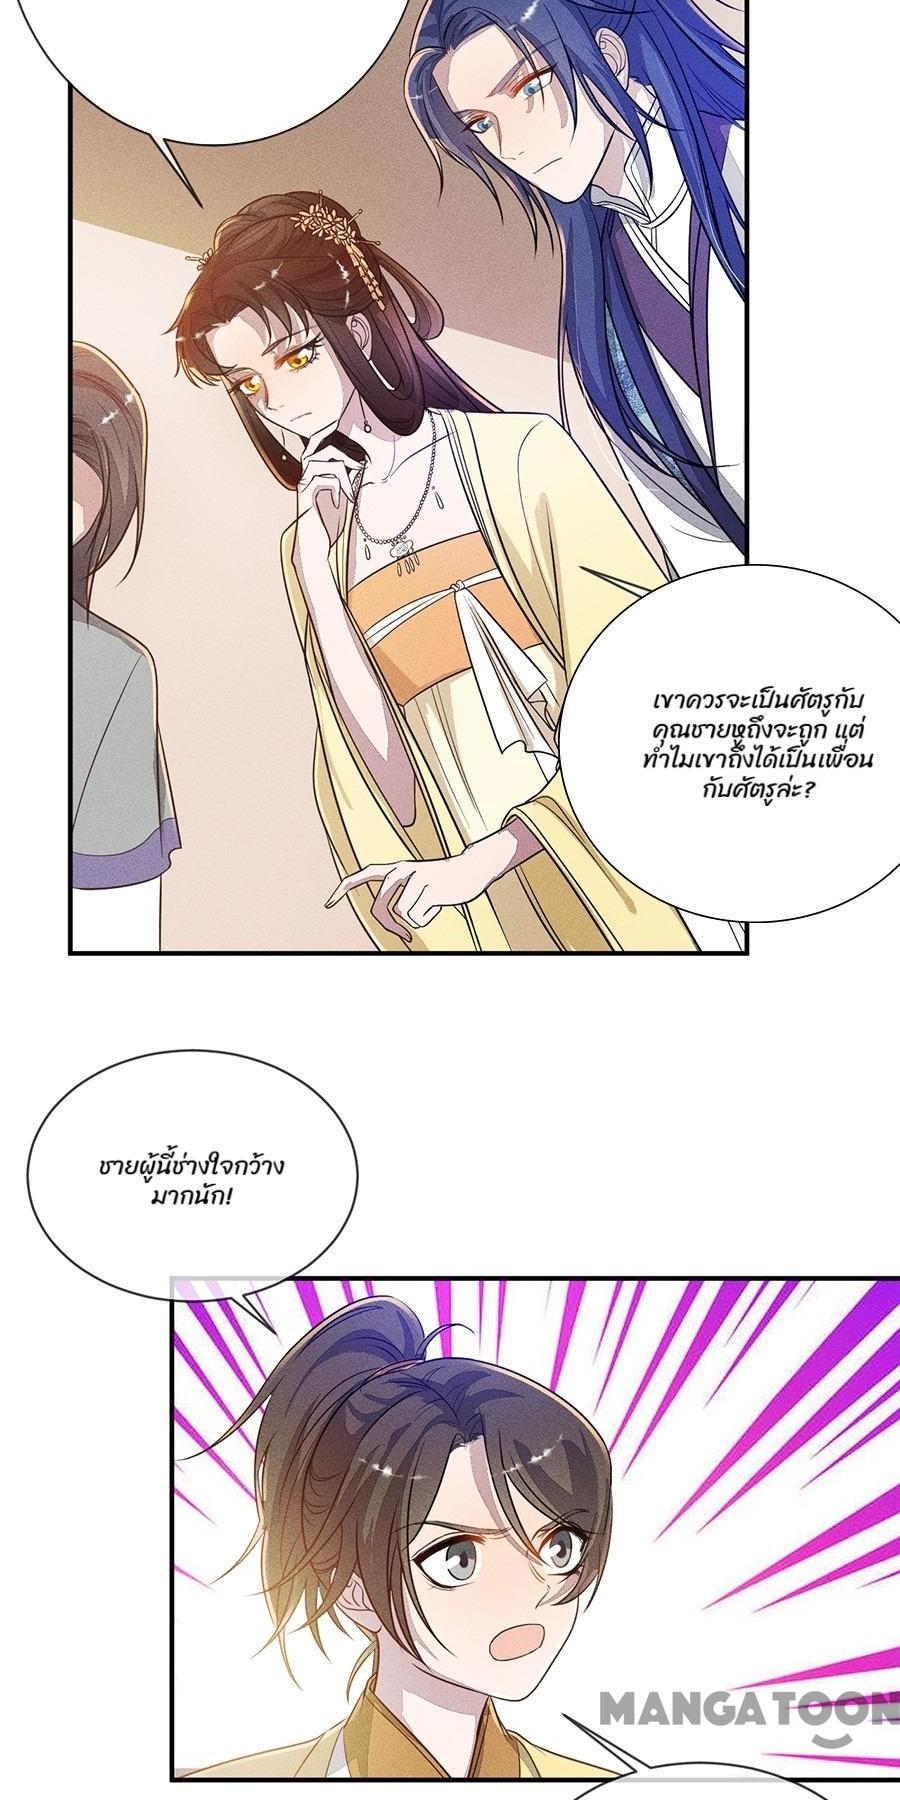 เขาควรจะเป็นศัตรูกับ
คุณชายหูถึงจะถูก แต่
ทำไมเขาถึงได้เป็นเพื่อน
กับศัตรูล่ะ?
ชายผู้นี้ช่างใจกว้าง
มากนัก!
MANGATOON